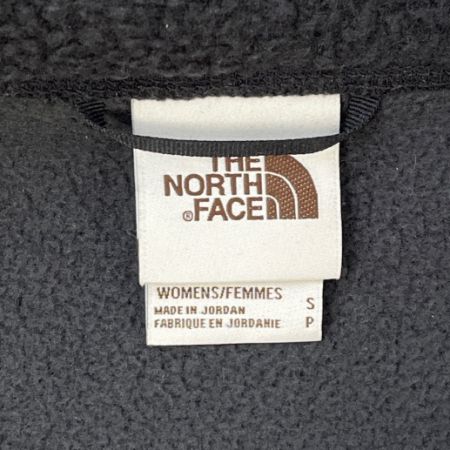 THE
NORTH
®FACE
WOMENS/FEMMES S
MADE IN JORDAN
FABRIQUE EN JORDANIE P